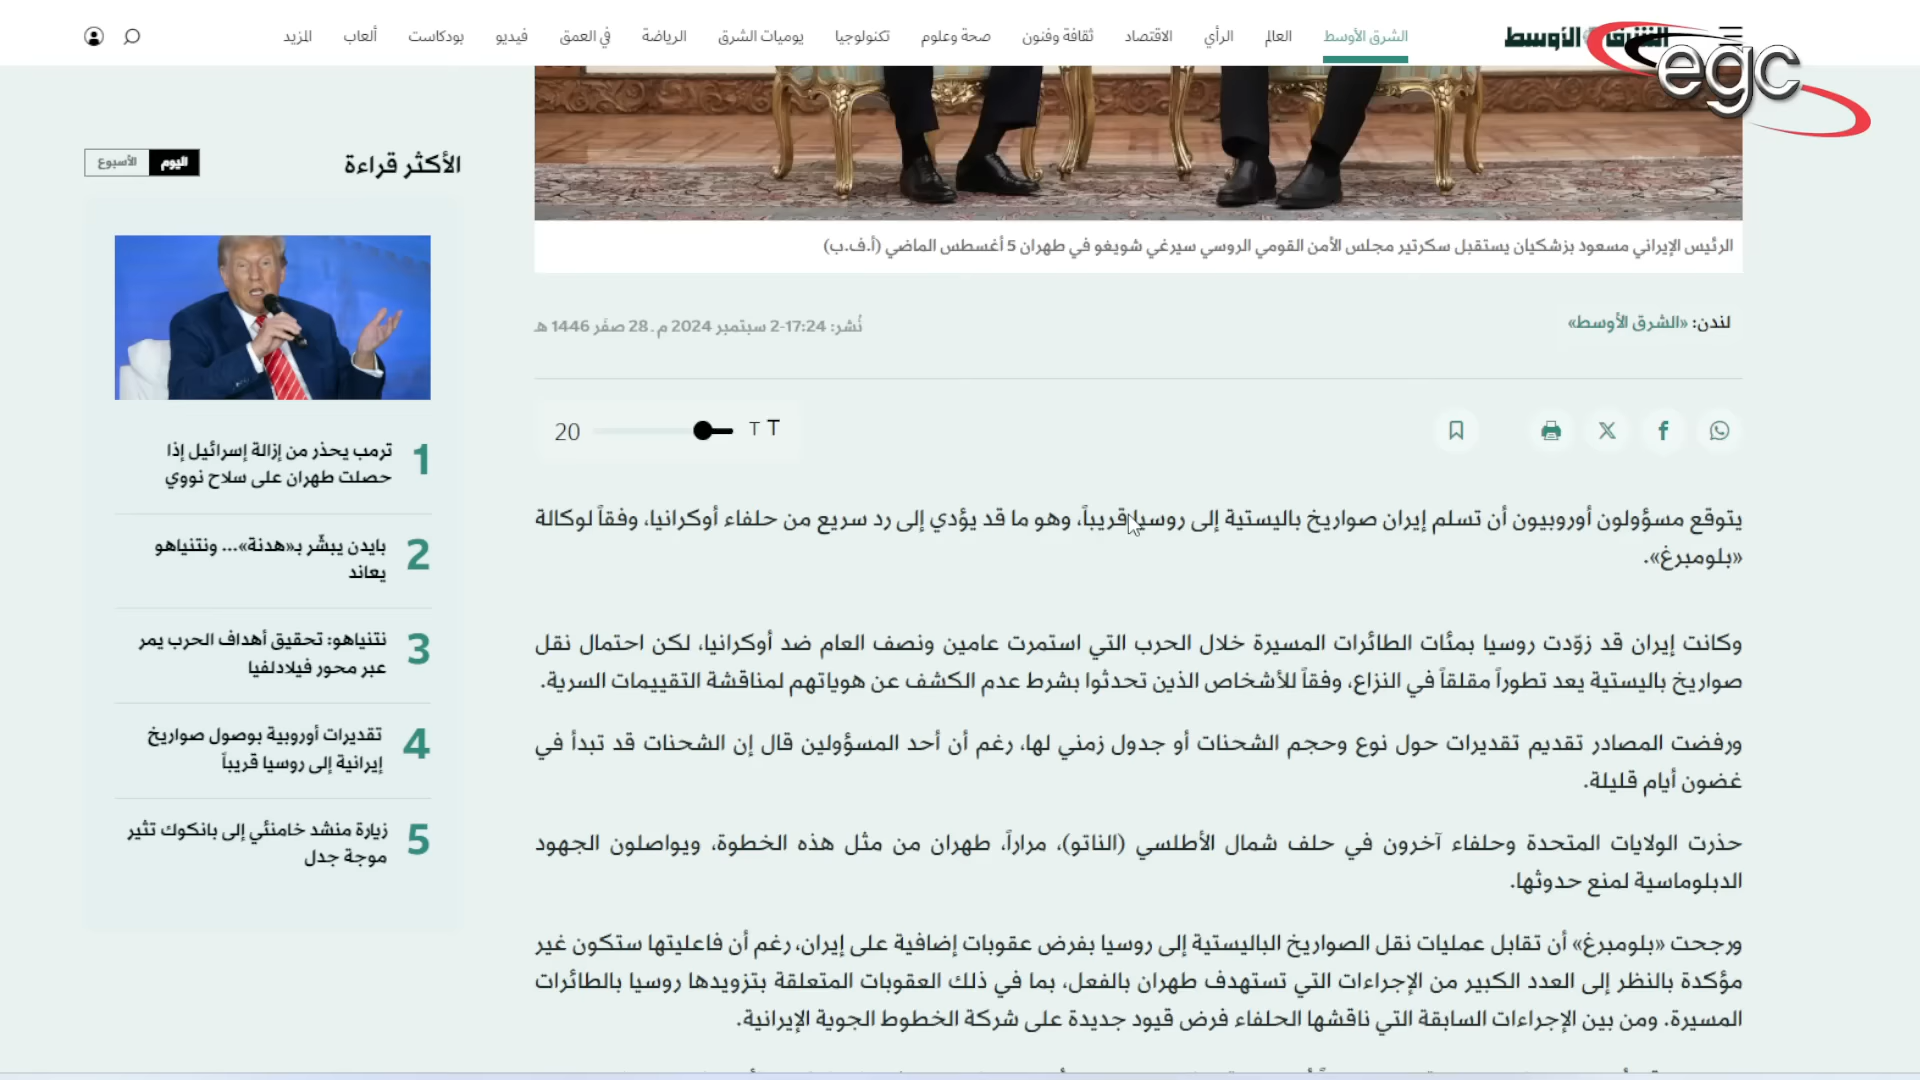 الشرق الأوسط
الشرق الأوسط
العالم
الرأي
الاقتصاد
ثقافة وفنون
صحة وعلوم
تكنولوجيا
يوميات الشرق
الرياضة
في العمق
فيديو
بودكاست
ألعاب
المزيد
egc
الرئيس الإيراني مسعود بزشكيان يستقبل سكرتير مجلس الأمن القومي الروسي سيرغي شويغو في طهران 5 أغسطس الماضي (أ.ف.ب)
لندن: «الشرق الأوسط»
نُشر: 17:24-2 سبتمبر 2024 م ـ 28 صفَر 1446 هـ
T T
20
يتوقع مسؤولون أوروبيون أن تسلم إيران صواريخ باليستية إلى روسيا قريباً، وهو ما قد يؤدي إلى رد سريع من حلفاء أوكرانيا، وفقاً لوكالة
«بلومبرغ».
وكانت إيران قد زوّدت روسيا بمئات الطائرات المسيرة خلال الحرب التي استمرت عامين ونصف العام ضد أوكرانيا، لكن احتمال نقل
صواريخ باليستية يعد تطوراً مقلقاً في النزاع، وفقاً للأشخاص الذين تحدثوا بشرط عدم الكشف عن هوياتهم لمناقشة التقييمات السرية.
ورفضت المصادر تقديم تقديرات حول نوع وحجم الشحنات أو جدول زمني لها، رغم أن أحد المسؤولين قال إن الشحنات قد تبدأ في
غضون أيام قليلة.
حذرت الولايات المتحدة وحلفاء آخرون في حلف شمال الأطلسي (الناتو)، مراراً، طهران من مثل هذه الخطوة، ويواصلون الجهود
الدبلوماسية لمنع حدوثها.
ورجحت «بلومبرغ» أن تقابل عمليات نقل الصواريخ الباليستية إلى روسيا بفرض عقوبات إضافية على إيران، رغم أن فاعليتها ستكون غير
مؤكدة بالنظر إلى العدد الكبير من الإجراءات التي تستهدف طهران بالفعل، بما في ذلك العقوبات المتعلقة بتزويدها روسيا بالطائرات
المسيرة. ومن بين الإجراءات السابقة التي ناقشها الحلفاء فرض قيود جديدة على شركة الخطوط الجوية الإيرانية.
الأكثر قراءة
اليوم
الأسبوع
1
ترمب يحذر من إزالة إسرائيل إذا
حصلت طهران على سلاح نووي
2
بايدن يبشّر بـ«هدنة»... ونتنياهو
يعاند
3
نتنياهو: تحقيق أهداف الحرب يمر
عبر محور فيلادلفيا
4
تقديرات أوروبية بوصول صواريخ
إيرانية إلى روسيا قريباً
5
زيارة منشد خامنئي إلى بانكوك تثير
موجة جدل